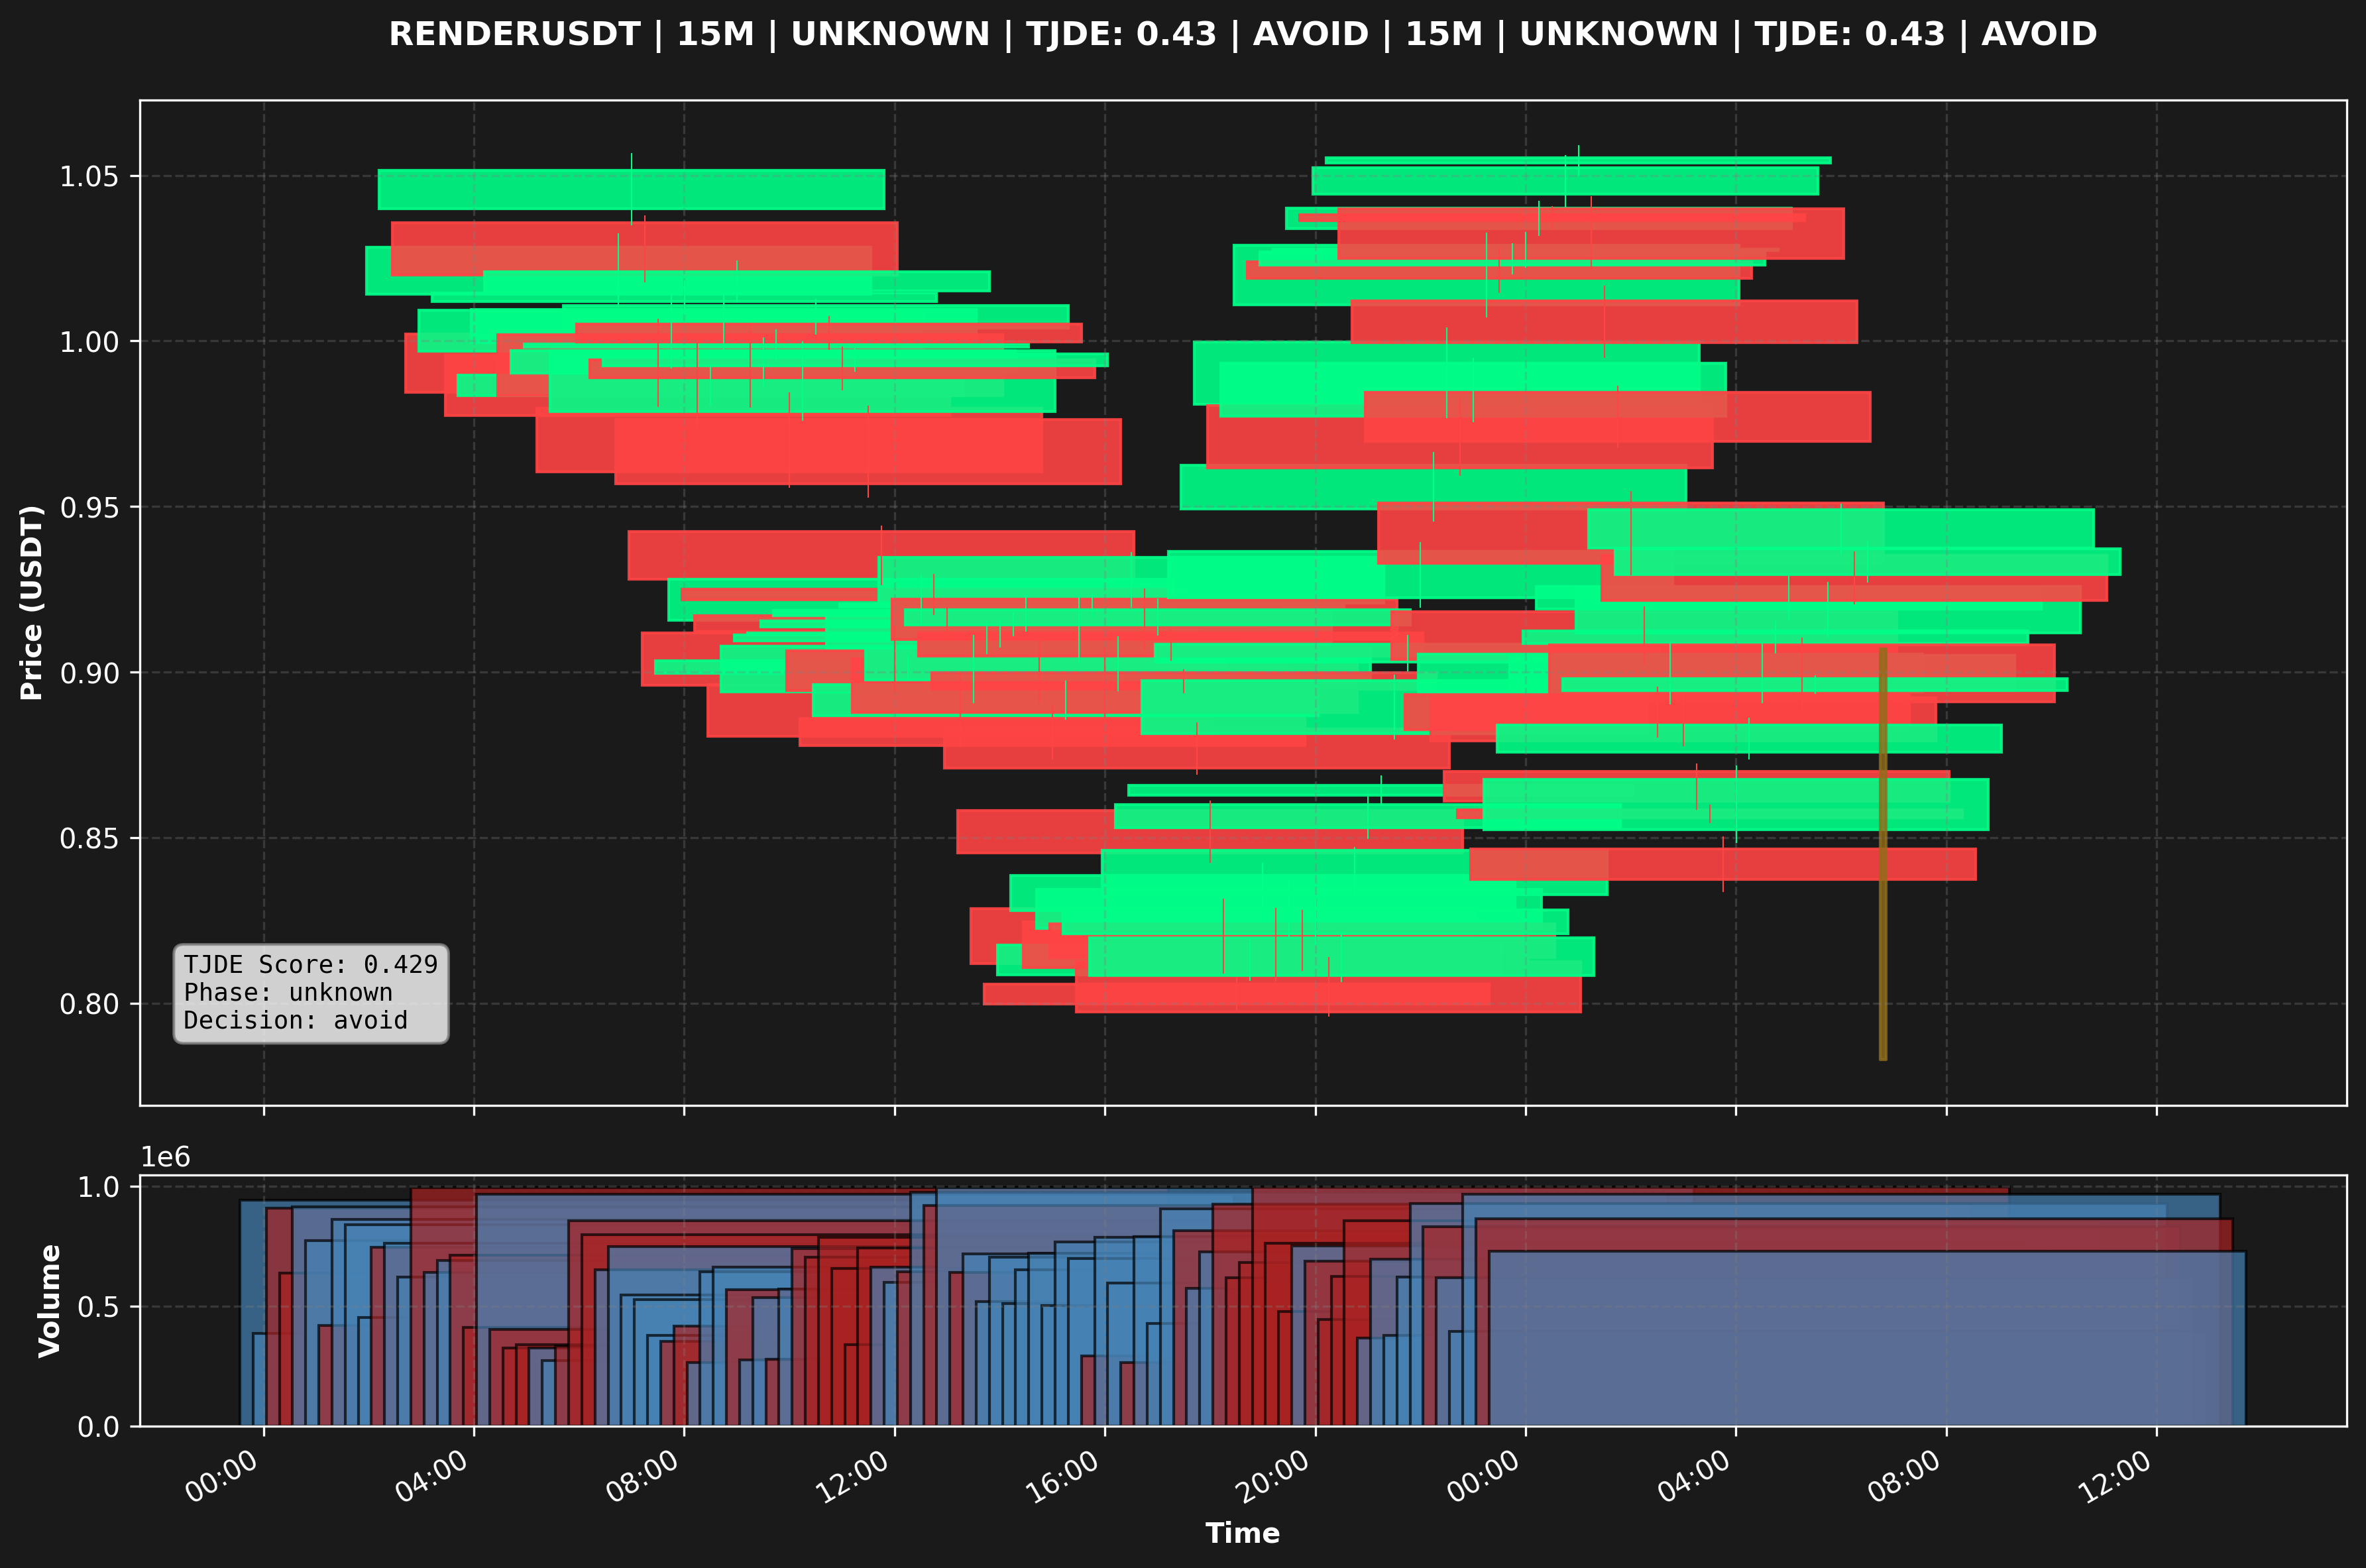 RENDERUSDT | 15M | UNKNOWN | TJDE: 0.43 | AVOID | 15M | UNKNOWN | TJDE: 0.43 | AVOID
1.05
1.00
0.95
0.90
0.85
0.80
Price (USDT)
TJDE Score: 0.429
Phase: unknown
Decision: avoid
1e6
1.0
0.5
0.0
Volume
00:00 04:00 08:00 12:00 16:00 20:00 00:00 04:00 08:00 12:00
Time